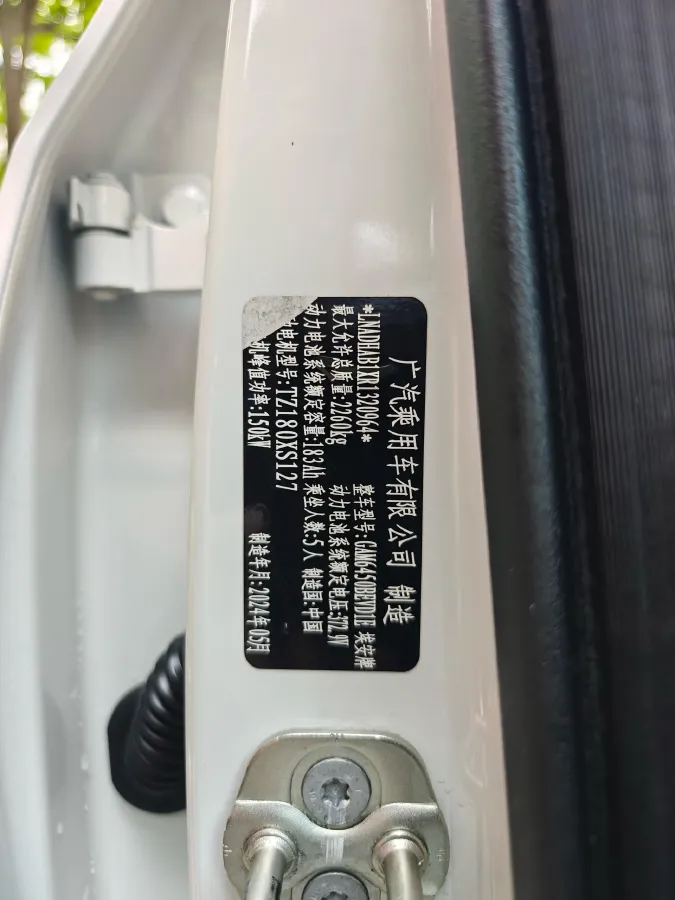 广汽乘用车有限公司 制造
*LNADHAB1XR1320964* 整车型号:GAM6450BEVD1E 埃安牌
最大允许总质量:2260kg 动力电池系统额定电压:372.9V
动力电池系统额定容量:183Ah 乘坐人数:5人 制造国:中国
电机型号:TZ180XS127
机峰值功率:150kW 制造年月:2024年05月